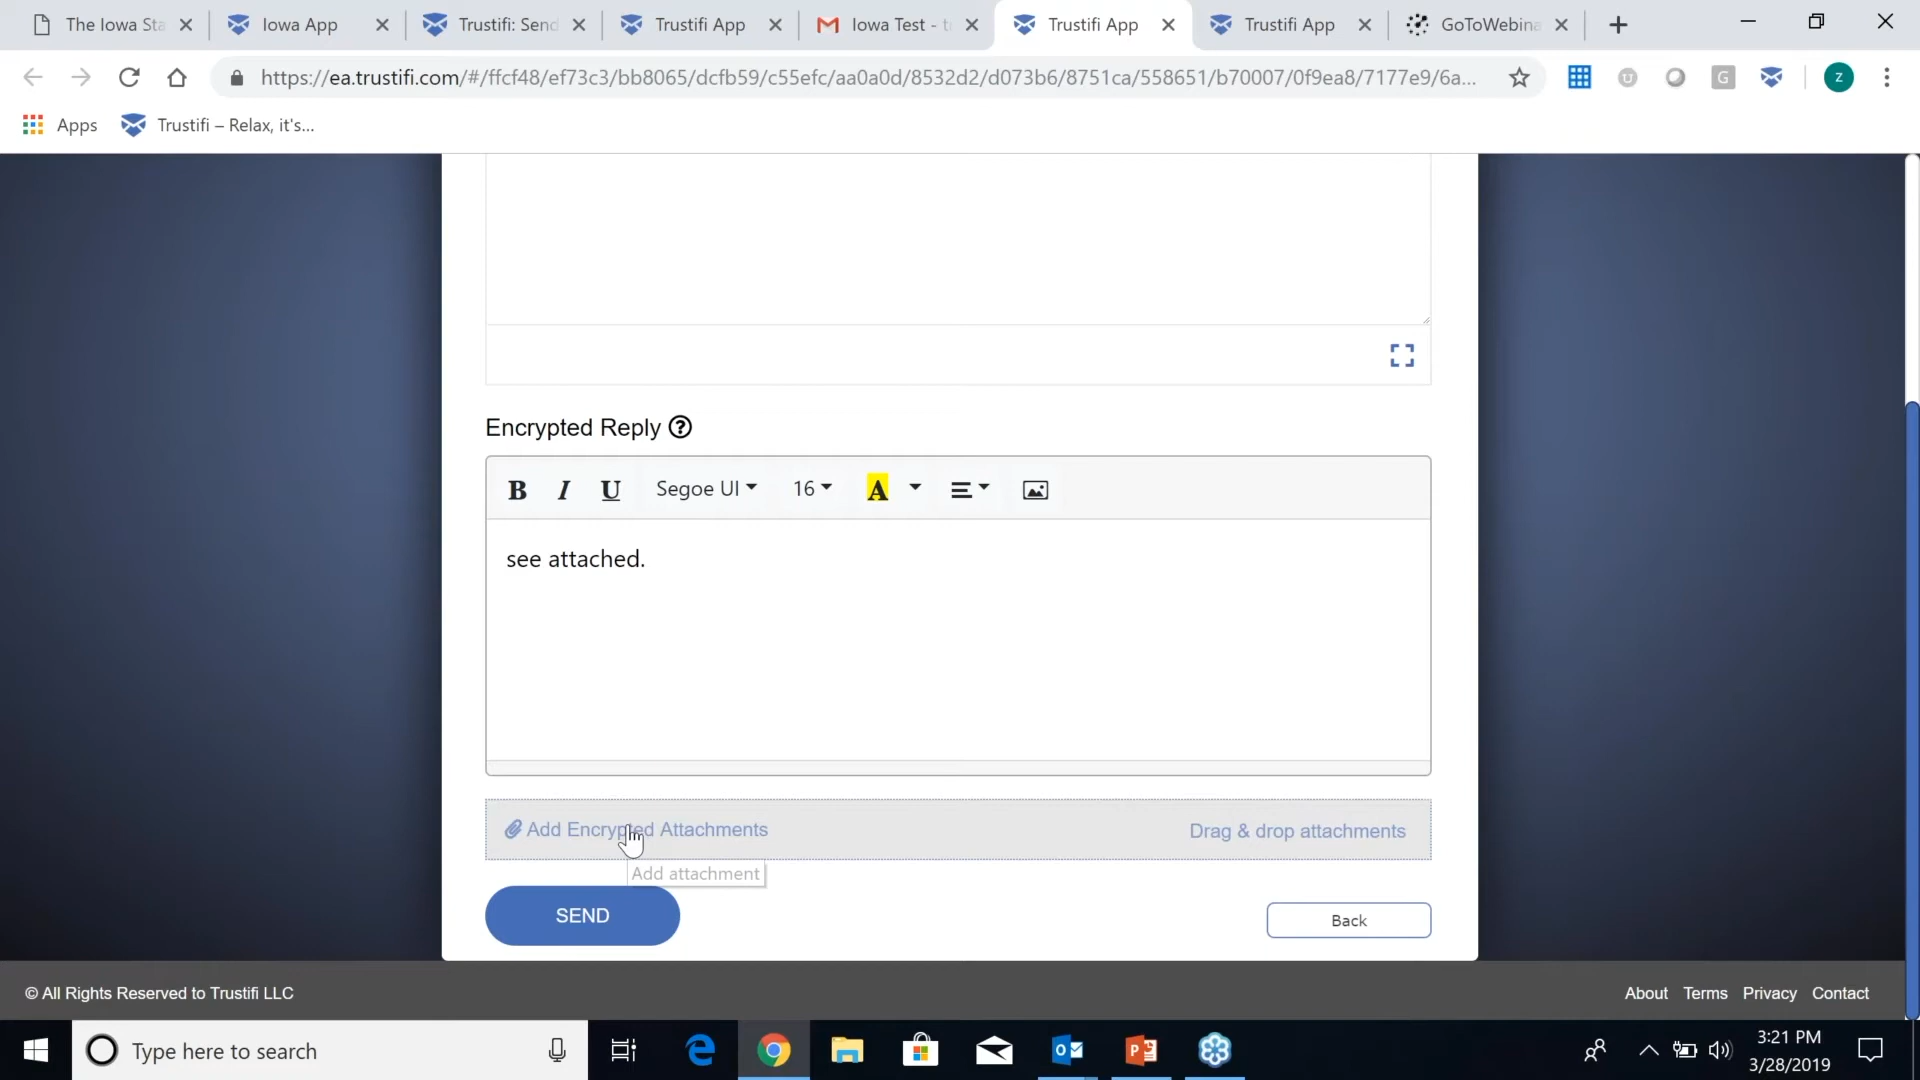 The Iowa Sta
Iowa App
Trustifi: Send
Trustifi App
Iowa Test - t
Trustifi App
Trustifi App
GoToWebina
https://ea.trustifi.com/#/ffcf48/ef73c3/bb8065/dcfb59/c55efc/aa0a0d/8532d2/d073b6/8751ca/558651/b70007/0f9ea8/7177e9/6a...
G
z
Apps
Trustifi – Relax, it's...
Encrypted Reply ?
B I U Segoe UI 16 A
see attached.
Add Encrypted Attachments
Drag & drop attachments
Add attachment
SEND
Back
© All Rights Reserved to Trustifi LLC
About Terms Privacy Contact
Type here to search
3:21 PM
3/28/2019